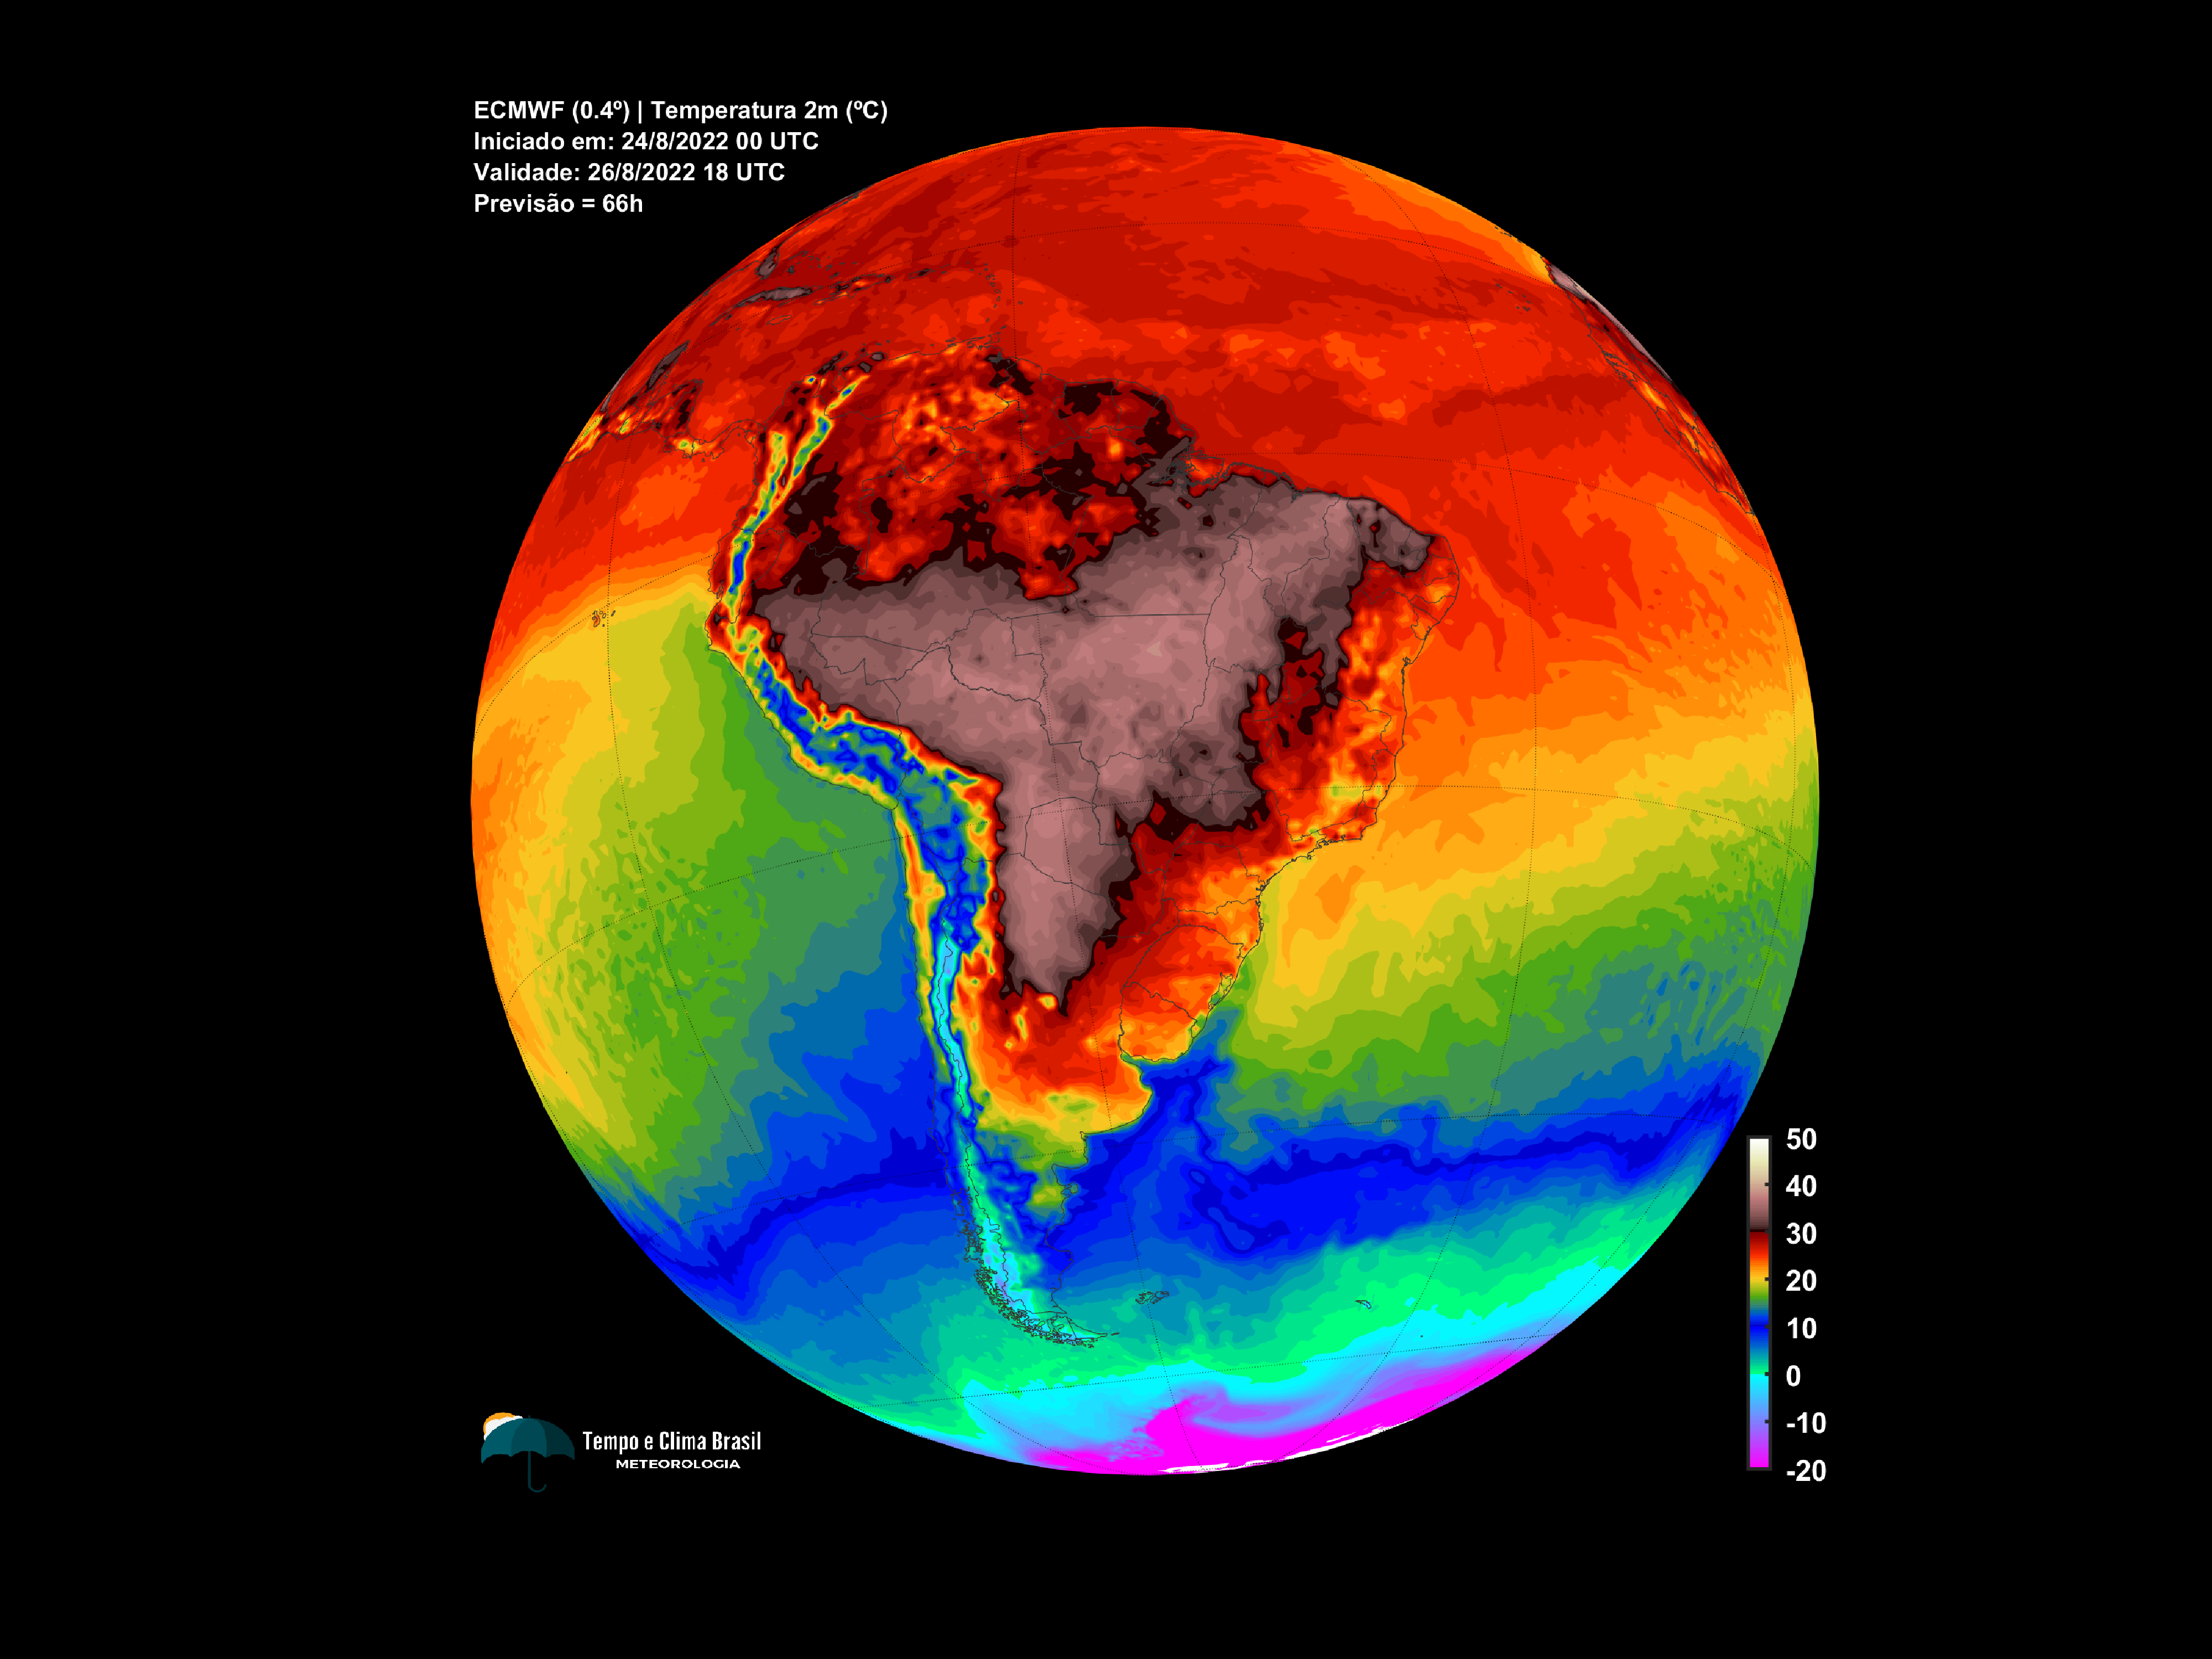 ECMWF (0.4º) | Temperatura 2m (ºC)
Iniciado em: 24/8/2022 00 UTC
Validade: 26/8/2022 18 UTC
Previsão = 66h
50
40
30
20
10
0
-10
-20
Tempo e Clima Brasil
METEOROLOGIA